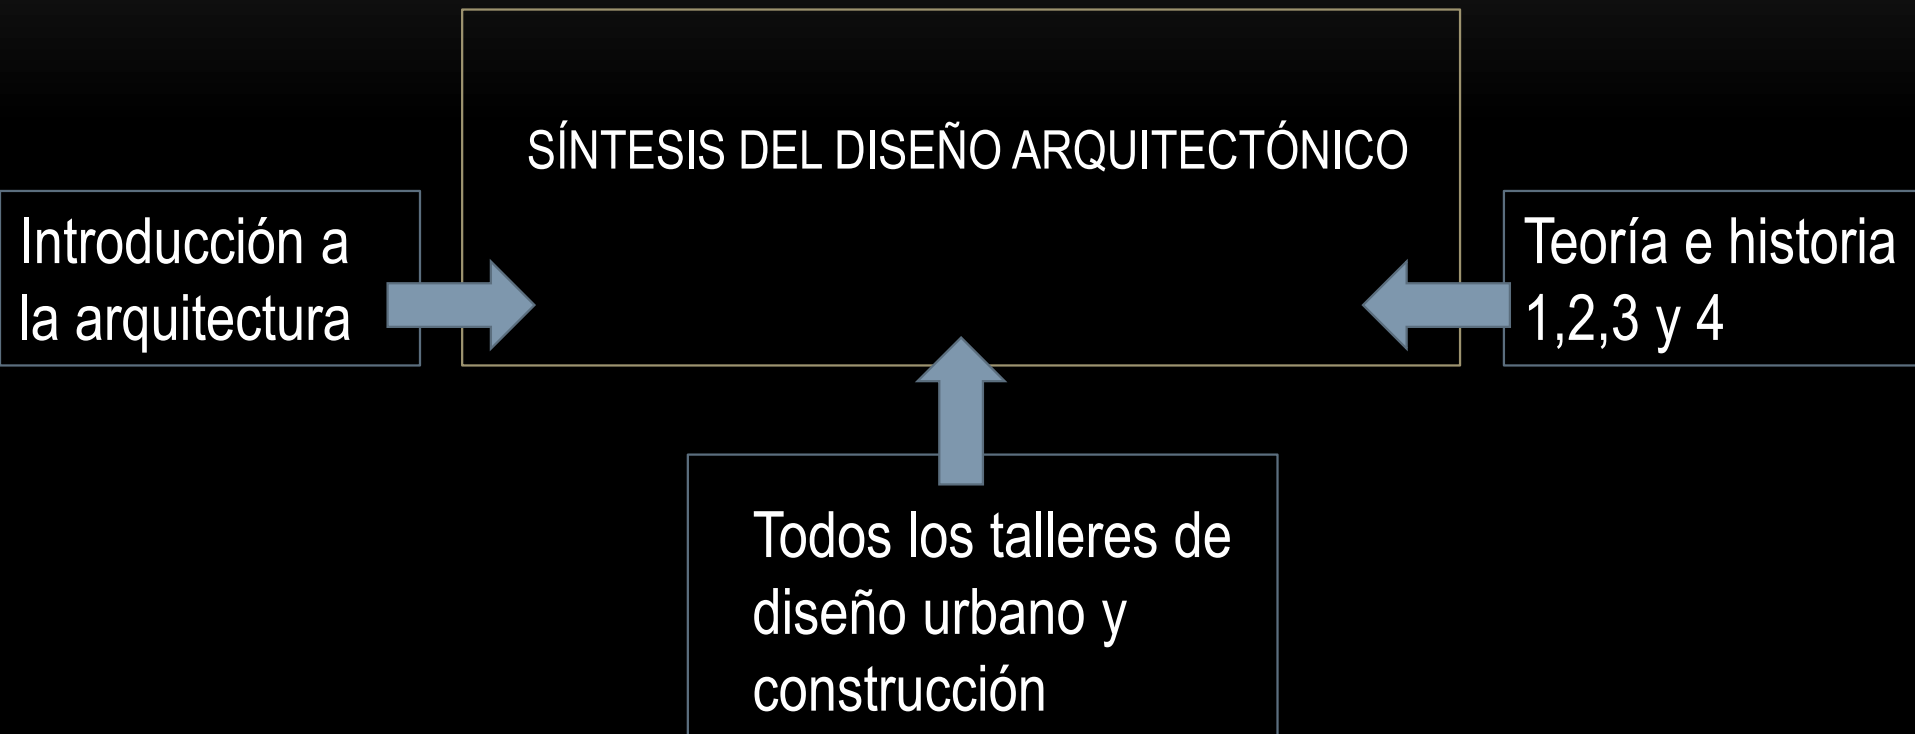 SÍNTESIS DEL DISEÑO ARQUITECTÓNICO
Introducción a
la arquitectura
Teoría e historia
1,2,3 y 4
Todos los talleres de
diseño urbano y
construcción